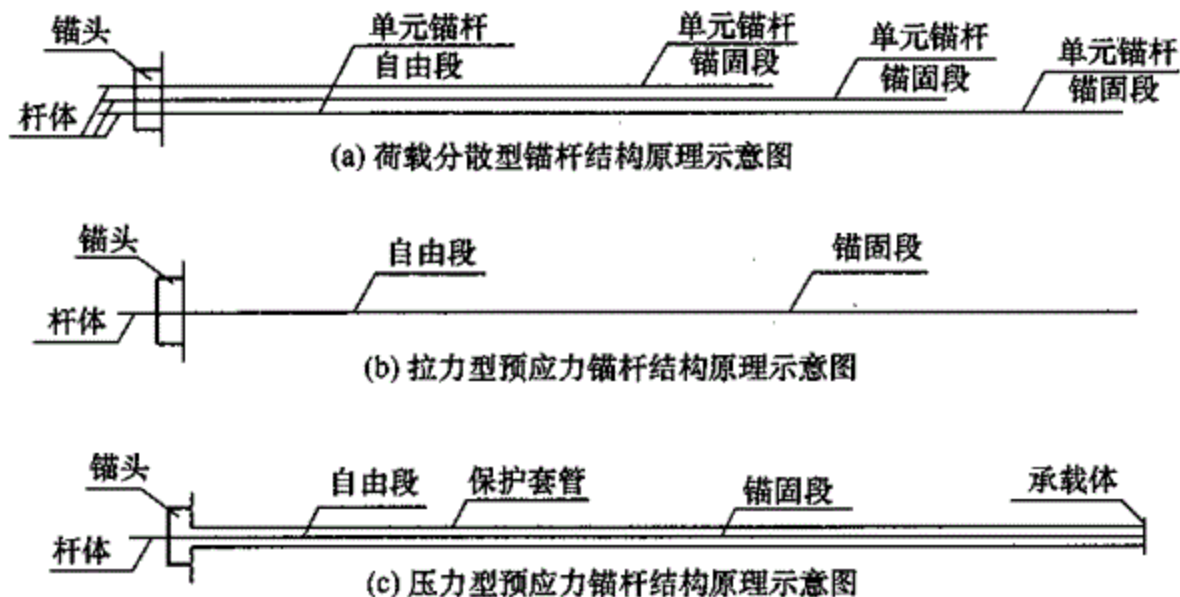 锚头
单元锚杆
自由段
单元锚杆
锚固段
单元锚杆
锚固段
单元锚杆
锚固段
杆体
(a) 荷载分散型锚杆结构原理示意图
锚头
自由段
锚固段
杆体
(b) 拉力型预应力锚杆结构原理示意图
锚头
自由段
保护套管
锚固段
承载体
杆体
(c) 压力型预应力锚杆结构原理示意图